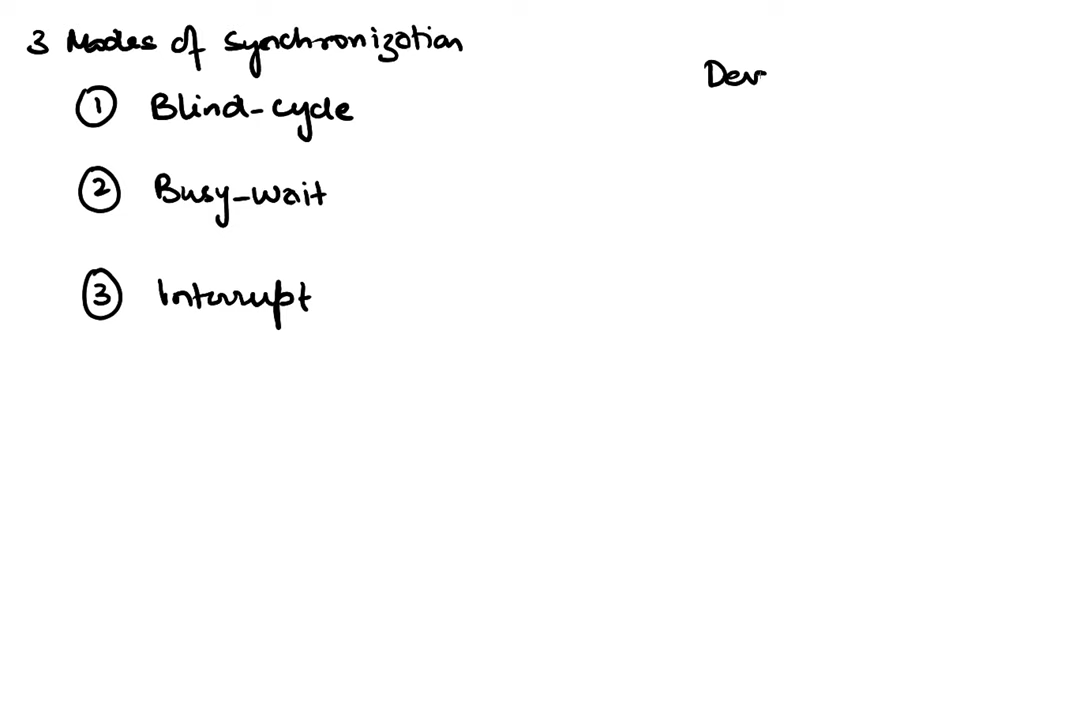 3 Modes of Synchronization
Dev
① Blind-cycle
② Busy-wait
③ Interrupt